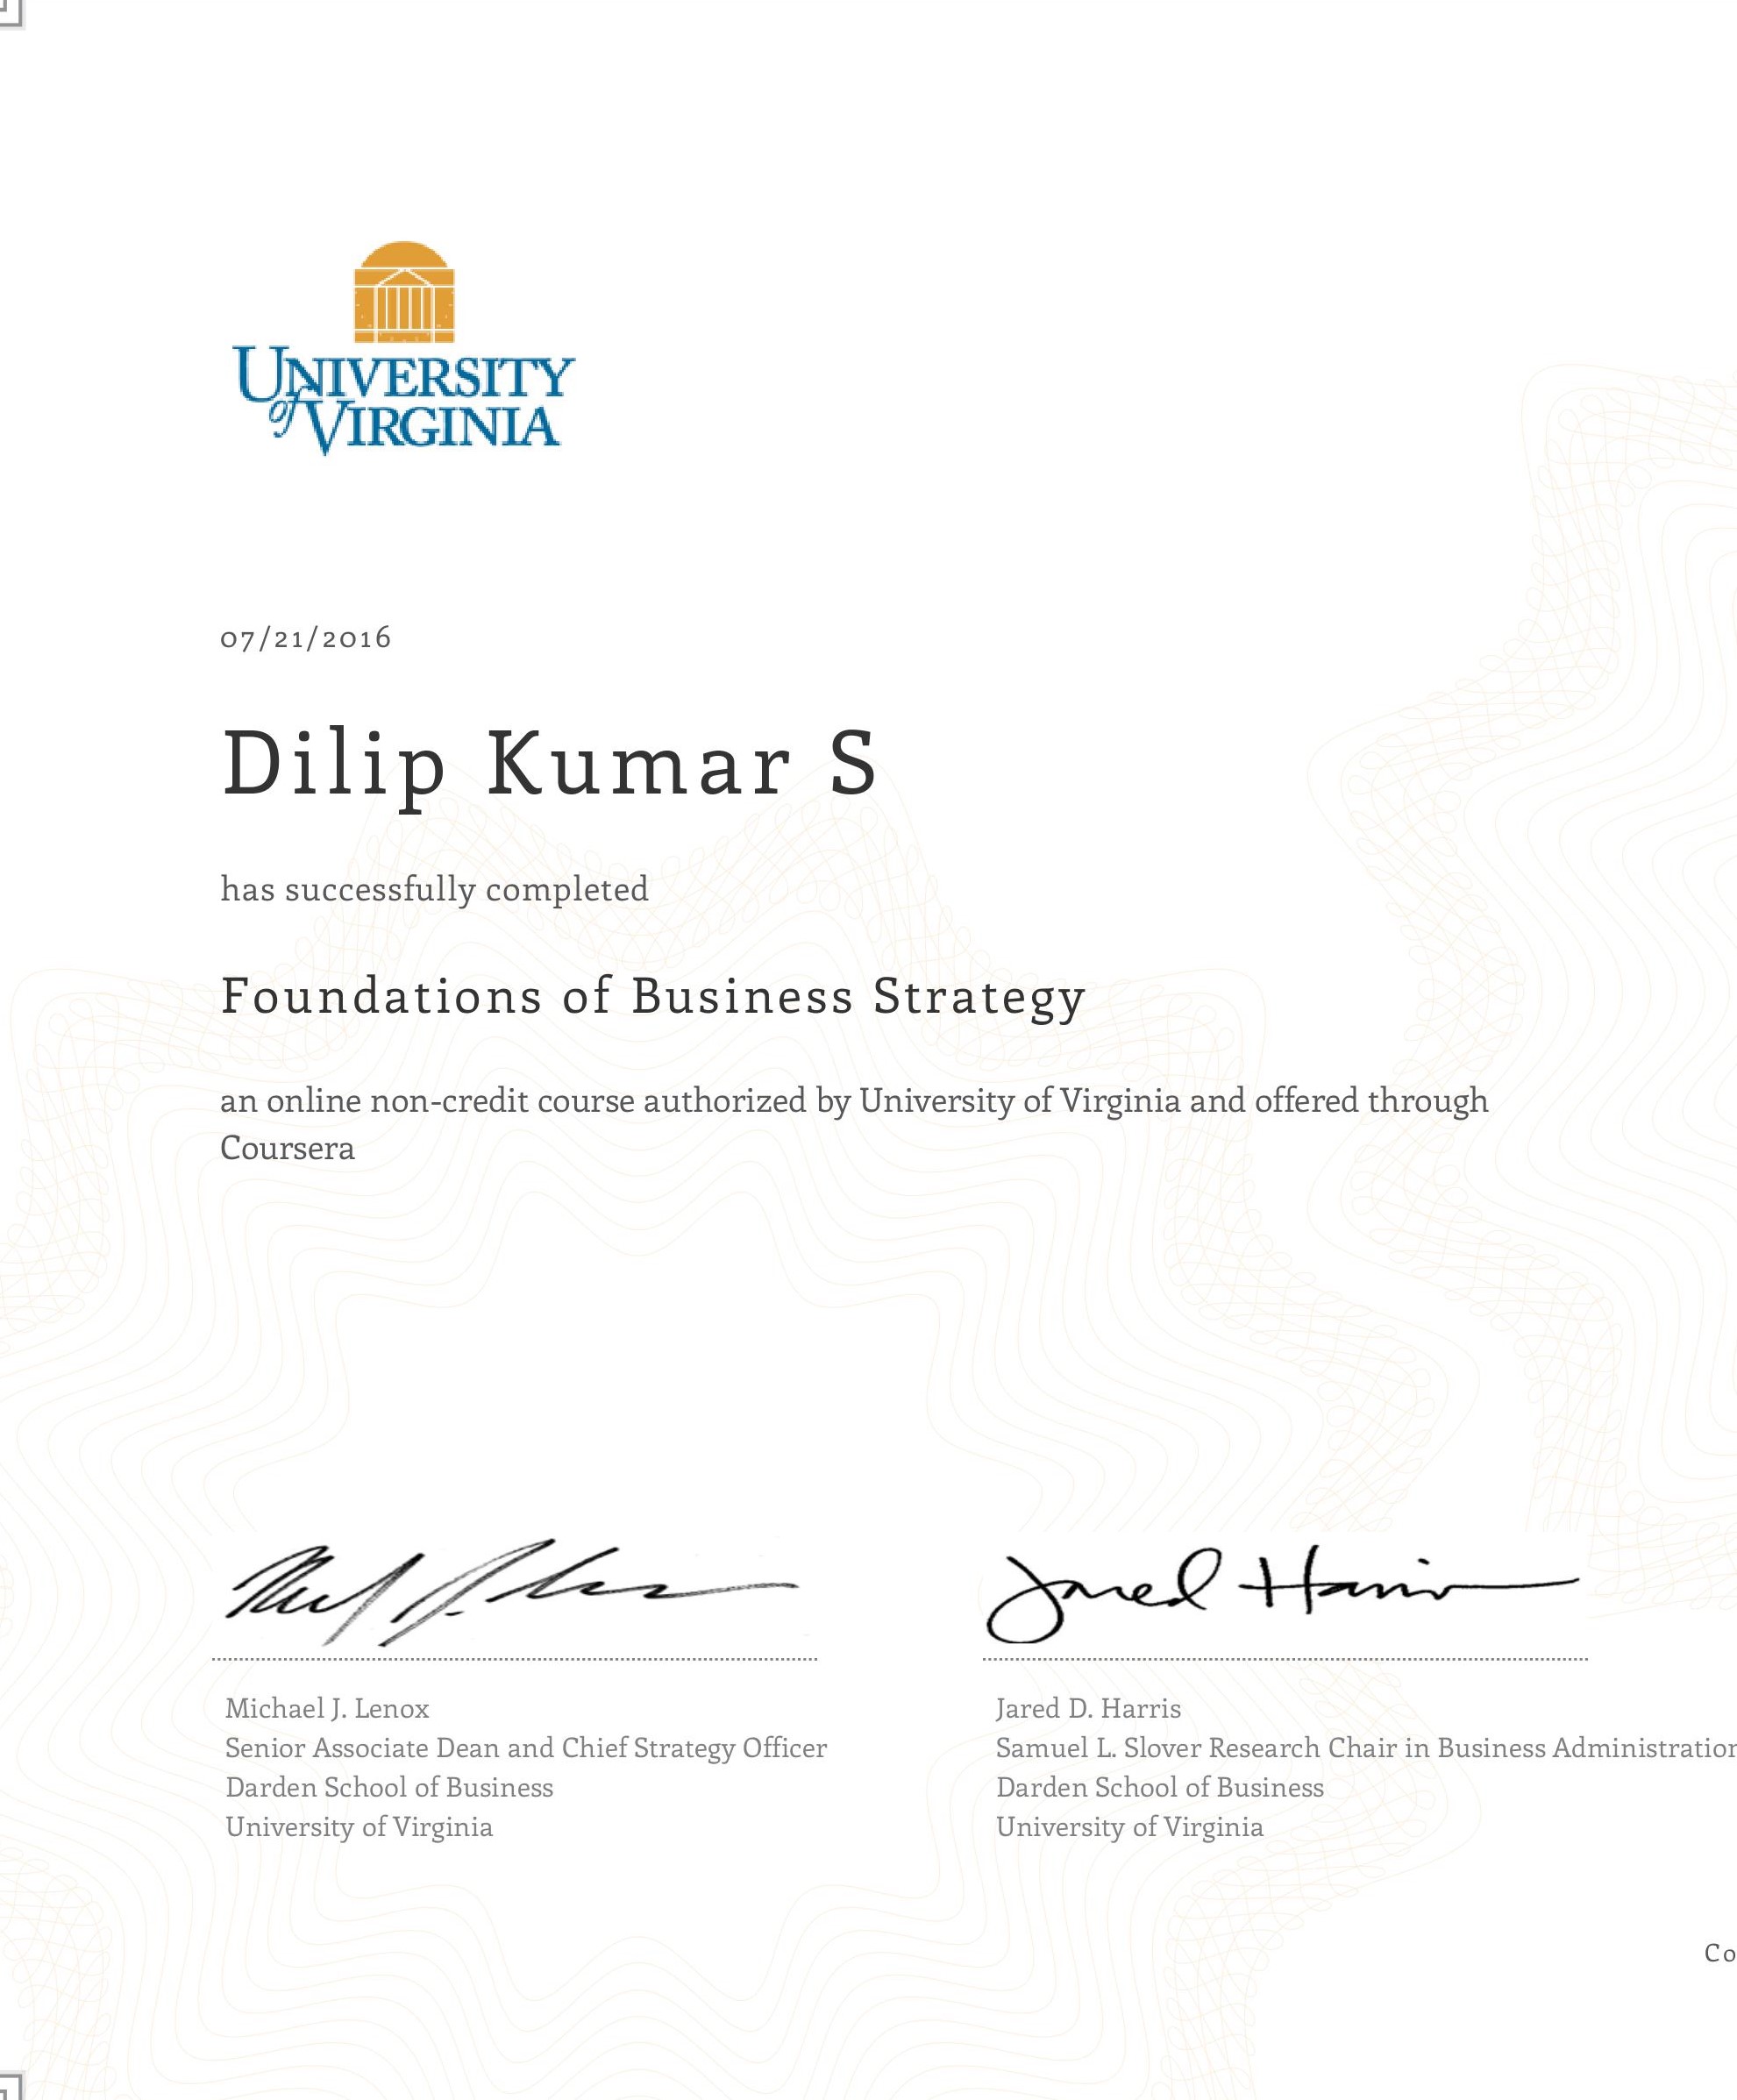 UNIVERSITY
of VIRGINIA
07/21/2016
Dilip Kumar S
has successfully completed
Foundations of Business Strategy
an online non-credit course authorized by University of Virginia and offered through
Coursera
Jared Harris
Michael J. Lenox
Senior Associate Dean and Chief Strategy Officer
Darden School of Business
University of Virginia
Jared D. Harris
Samuel L. Slover Research Chair in Business Administration
Darden School of Business
University of Virginia
Co